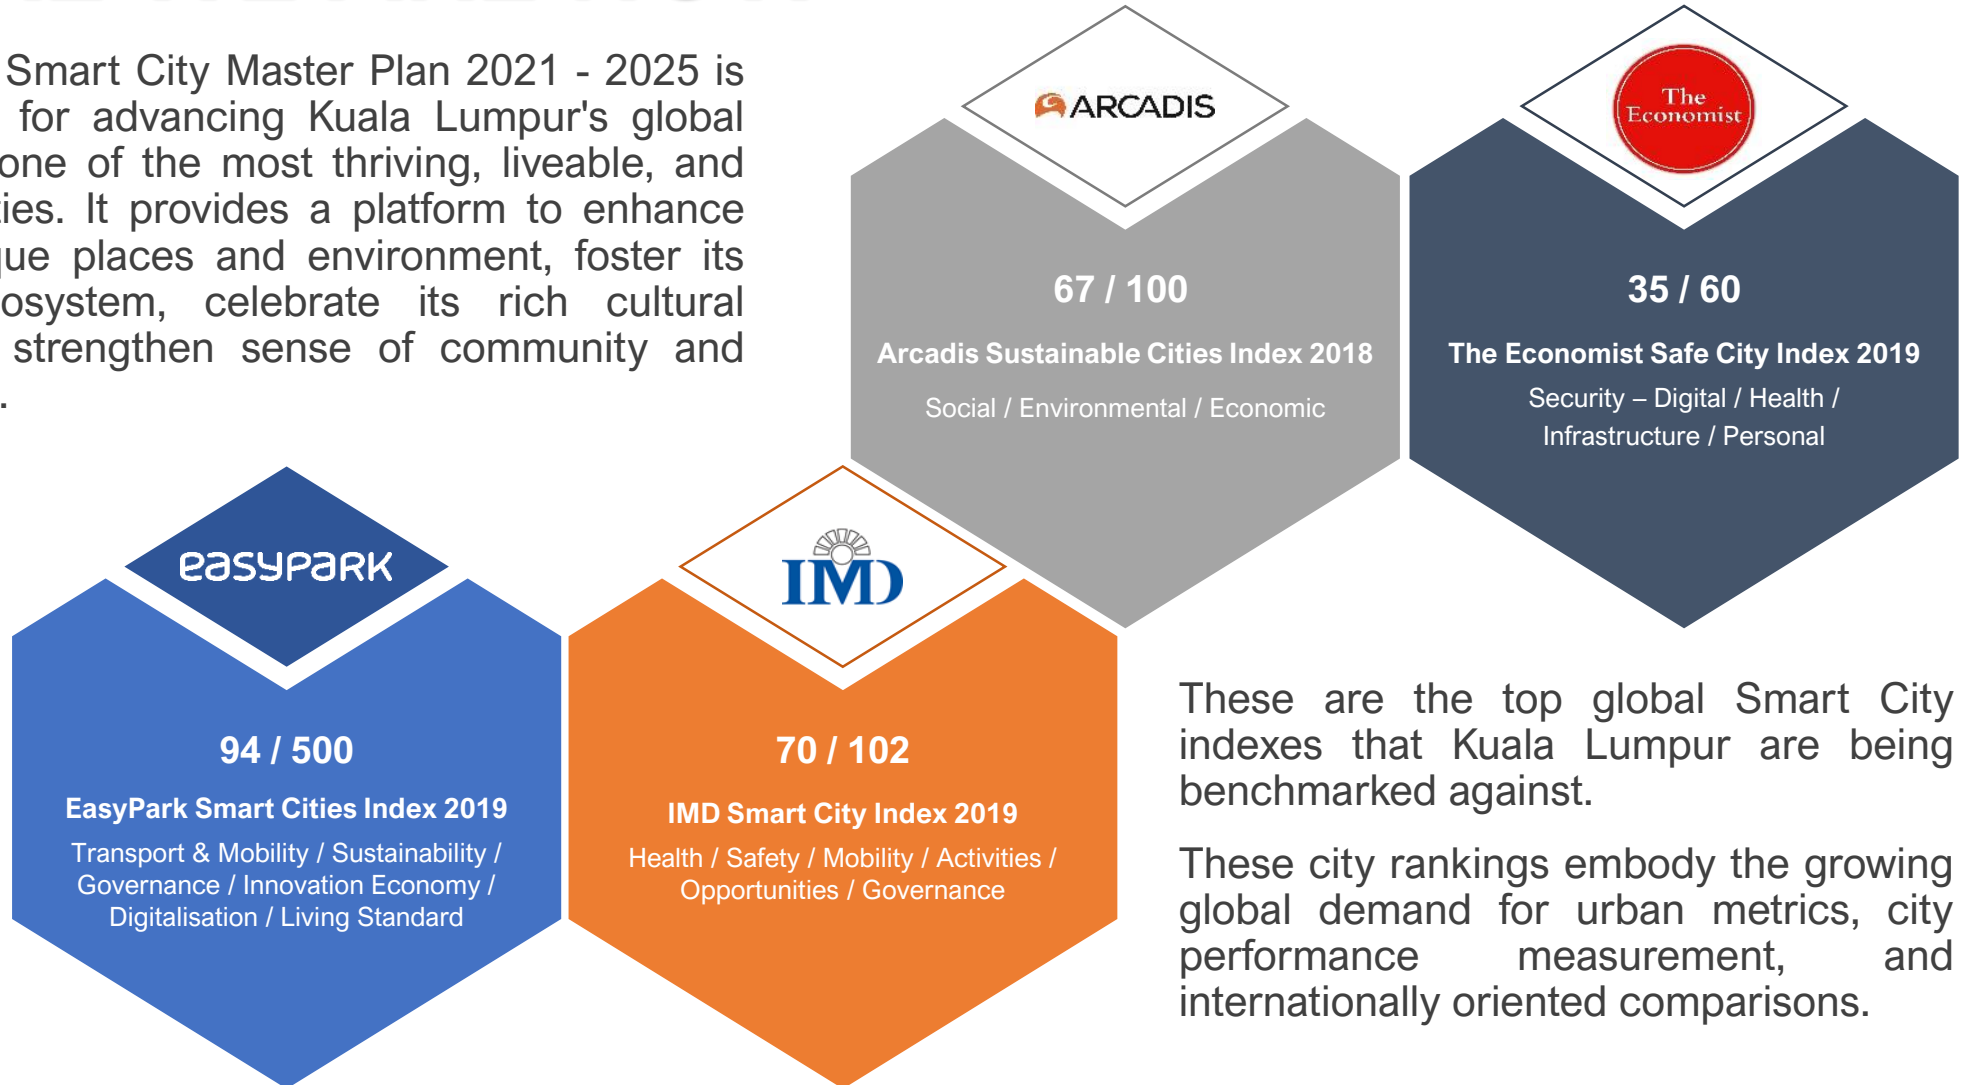 Smart City Master Plan 2021 - 2025 is
for advancing Kuala Lumpur's global
one of the most thriving, liveable, and
ties. It provides a platform to enhance
que places and environment, foster its
osystem, celebrate its rich cultural
strengthen sense of community and
.
ARCADIS
67 / 100
Arcadis Sustainable Cities Index 2018
Social / Environmental / Economic
The
Economist
35 / 60
The Economist Safe City Index 2019
Security – Digital / Health /
Infrastructure / Personal
easypark
94 / 500
EasyPark Smart Cities Index 2019
Transport & Mobility / Sustainability /
Governance / Innovation Economy /
Digitalisation / Living Standard
IMD
70 / 102
IMD Smart City Index 2019
Health / Safety / Mobility / Activities /
Opportunities / Governance
These are the top global Smart City
indexes that Kuala Lumpur are being
benchmarked against.
These city rankings embody the growing
global demand for urban metrics, city
performance measurement, and
internationally oriented comparisons.